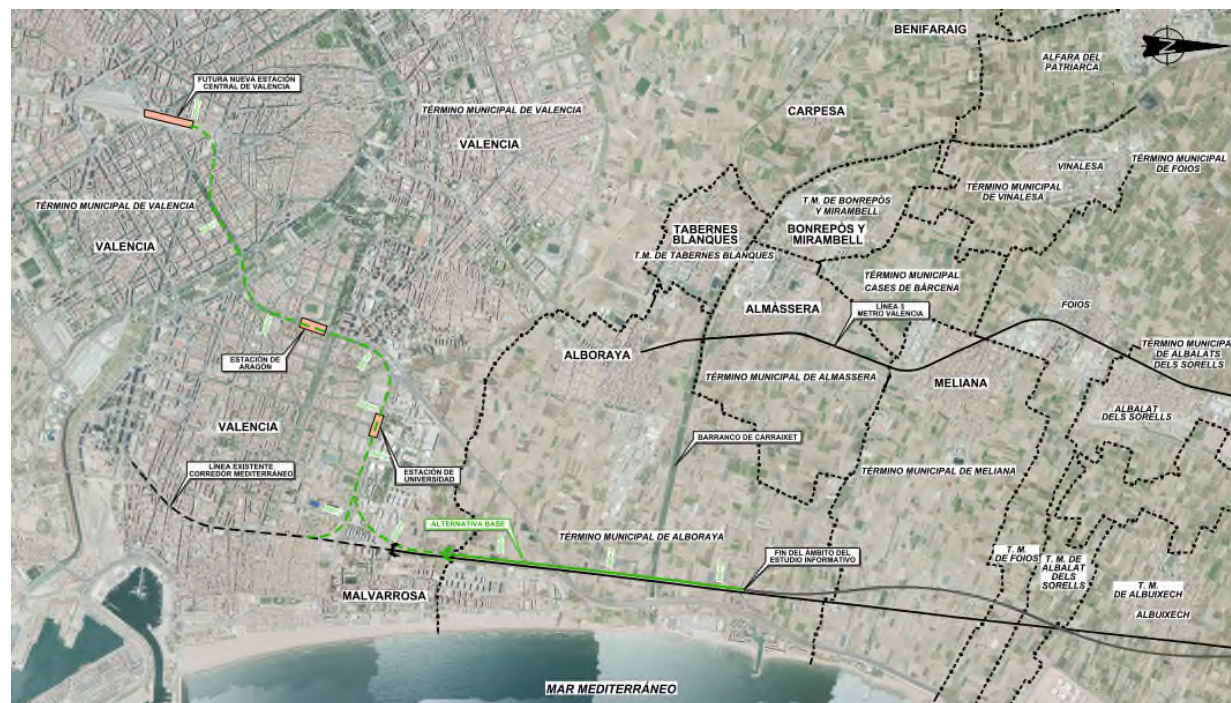 BENIFARAIG
ALFARA DEL
PATRIARCA
N
FUTURA NUEVA ESTACIÓN
CENTRAL DE VALENCIA
TÉRMINO MUNICIPAL DE VALENCIA
VALENCIA
CARPESA
VINALESA
TÉRMINO MUNICIPAL
DE FOIOS
TÉRMINO MUNICIPAL
DE VINALESA
TÉRMINO MUNICIPAL DE VALENCIA
VALENCIA
T.M. DE BONREPÒS
Y MIRAMBELL
TABERNES
BLANQUES
T.M. DE TABERNES BLANQUES
BONREPÒS Y
MIRAMBELL
TÉRMINO MUNICIPAL
CASES DE BÀRCENA
ALMÀSSERA
LÍNEA 3
METRO VALENCIA
FOIOS
ESTACIÓN DE
ARAGÓN
ALBORAYA
TÉRMINO MUNICIPAL DE ALMASSERA
MELIANA
TÉRMINO MUNICIPAL
DE ALBALATS
DELS SORELLS
ALBALAT
DELS SORELLS
VALENCIA
BARRANCO DE CARRAIXET
LÍNEA EXISTENTE
CORREDOR MEDITERRÁNEO
ESTACIÓN DE
UNIVERSIDAD
TÉRMINO MUNICIPAL DE MELIANA
ALTERNATIVA BASE
TÉRMINO MUNICIPAL DE ALBORAYA
FIN DEL ÁMBITO DEL
ESTUDIO INFORMATIVO
T. M.
DE FOIOS
T. M. DE
ALBALAT
DELS
SORELLS
T. M.
DE ALBUIXECH
ALBUIXECH
MALVARROSA
MAR MEDITERRÁNEO